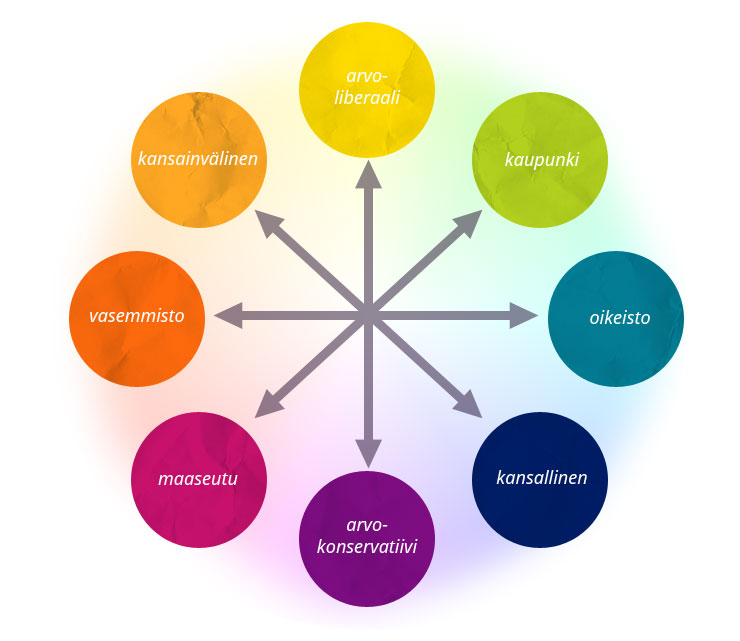 arvo-
liberaali
kansainvälinen
kaupunki
vasemmisto
oikeisto
maaseutu
kansallinen
arvo-
konservatiivi